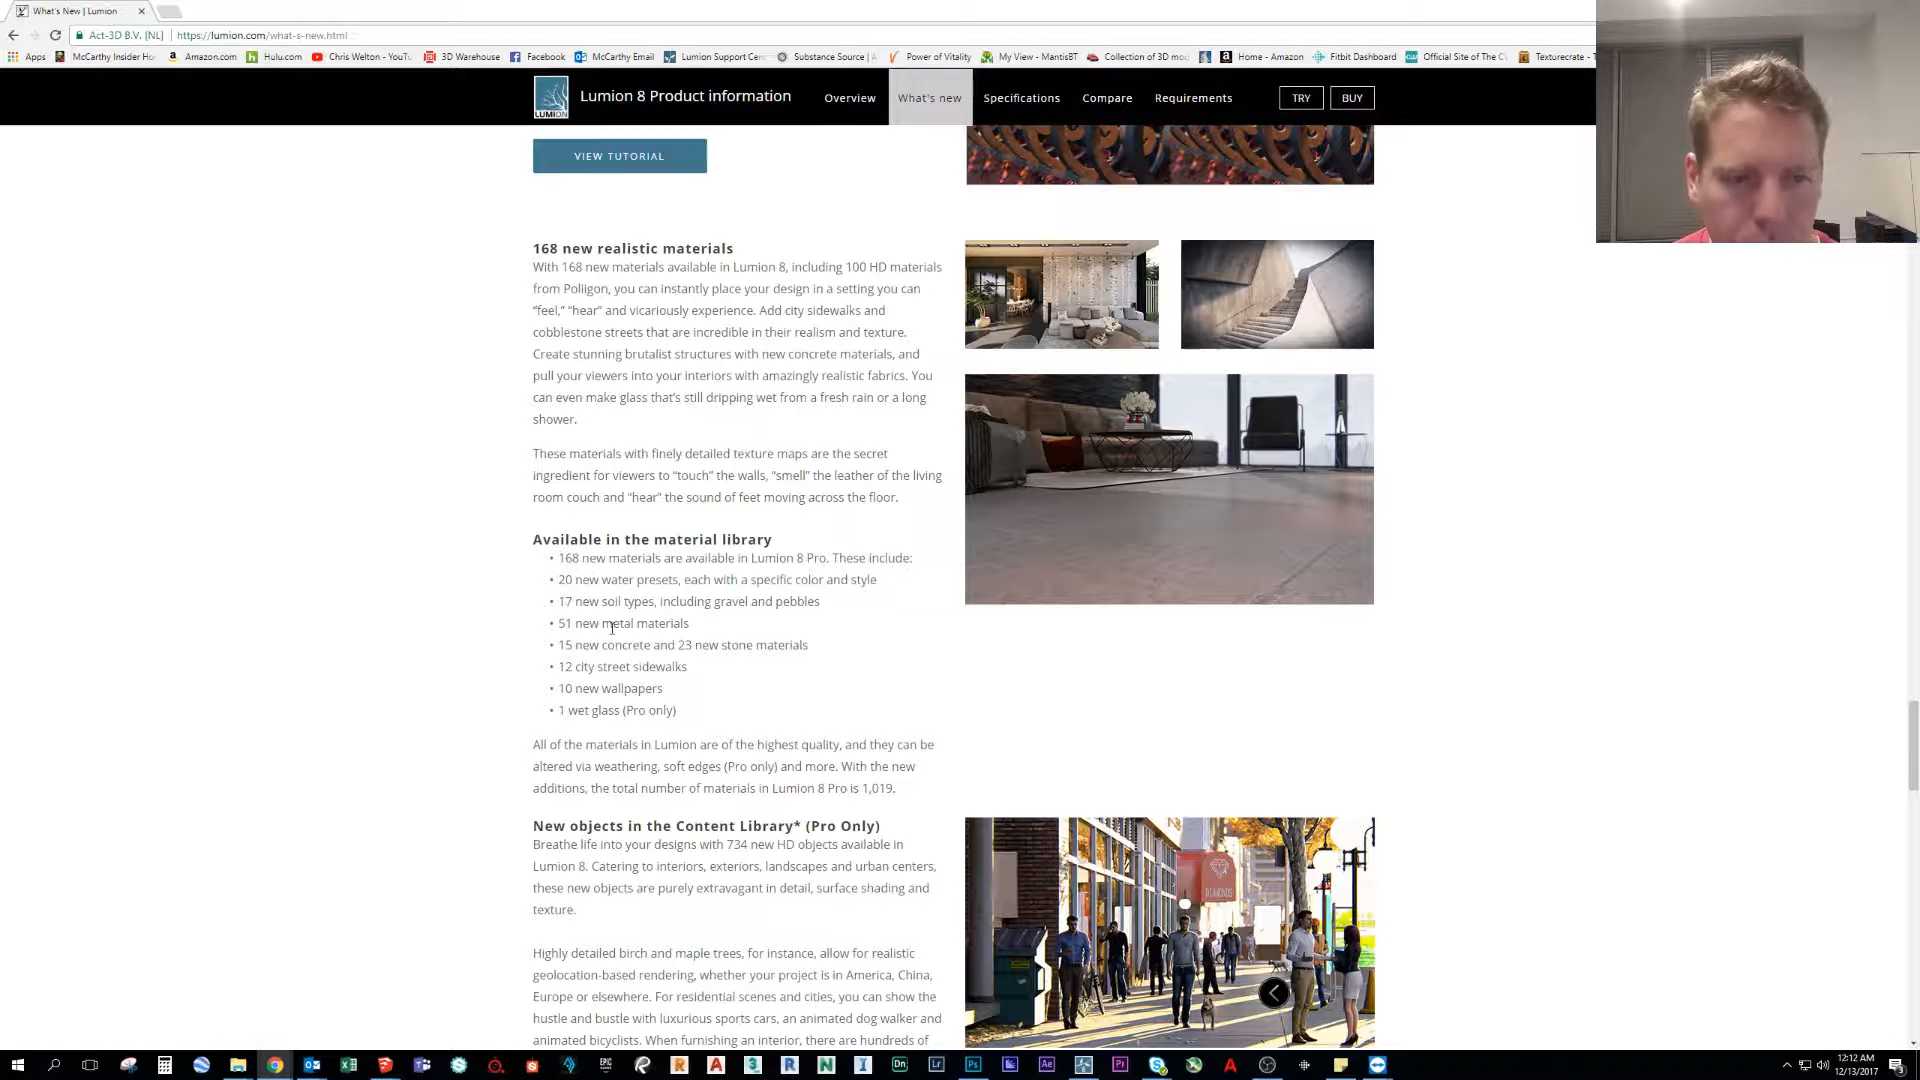 What's New | Lumion
Act-3D B.V. [NL] https://lumion.com/what-s-new.html
Apps McCarthy Insider Ho Amazon.com Hulu.com Chris Welton - YouTu 3D Warehouse Facebook McCarthy Email Lumion Support Cen Substance Source | A Power of Vitality My View - MantisBT Collection of 3D mo Home - Amazon Fitbit Dashboard Official Site of The C Texturecrate - T
LUMION Lumion 8 Product information Overview What's new Specifications Compare Requirements TRY BUY
VIEW TUTORIAL
168 new realistic materials
With 168 new materials available in Lumion 8, including 100 HD materials
from Poliigon, you can instantly place your design in a setting you can
“feel,” “hear” and vicariously experience. Add city sidewalks and
cobblestone streets that are incredible in their realism and texture.
Create stunning brutalist structures with new concrete materials, and
pull your viewers into your interiors with amazingly realistic fabrics. You
can even make glass that’s still dripping wet from a fresh rain or a long
shower.
These materials with finely detailed texture maps are the secret
ingredient for viewers to “touch” the walls, “smell” the leather of the living
room couch and “hear” the sound of feet moving across the floor.
Available in the material library
• 168 new materials are available in Lumion 8 Pro. These include:
• 20 new water presets, each with a specific color and style
• 17 new soil types, including gravel and pebbles
• 51 new metal materials
• 15 new concrete and 23 new stone materials
• 12 city street sidewalks
• 10 new wallpapers
• 1 wet glass (Pro only)
All of the materials in Lumion are of the highest quality, and they can be
altered via weathering, soft edges (Pro only) and more. With the new
additions, the total number of materials in Lumion 8 Pro is 1,019.
New objects in the Content Library* (Pro Only)
Breathe life into your designs with 734 new HD objects available in
Lumion 8. Catering to interiors, exteriors, landscapes and urban centers,
these new objects are purely extravagant in detail, surface shading and
texture.
DIAMONDS
Highly detailed birch and maple trees, for instance, allow for realistic
geolocation-based rendering, whether your project is in America, China,
Europe or elsewhere. For residential scenes and cities, you can show the
hustle and bustle with luxurious sports cars, an animated dog walker and
animated bicyclists. When furnishing an interior, there are hundreds of
12:12 AM
12/13/2017